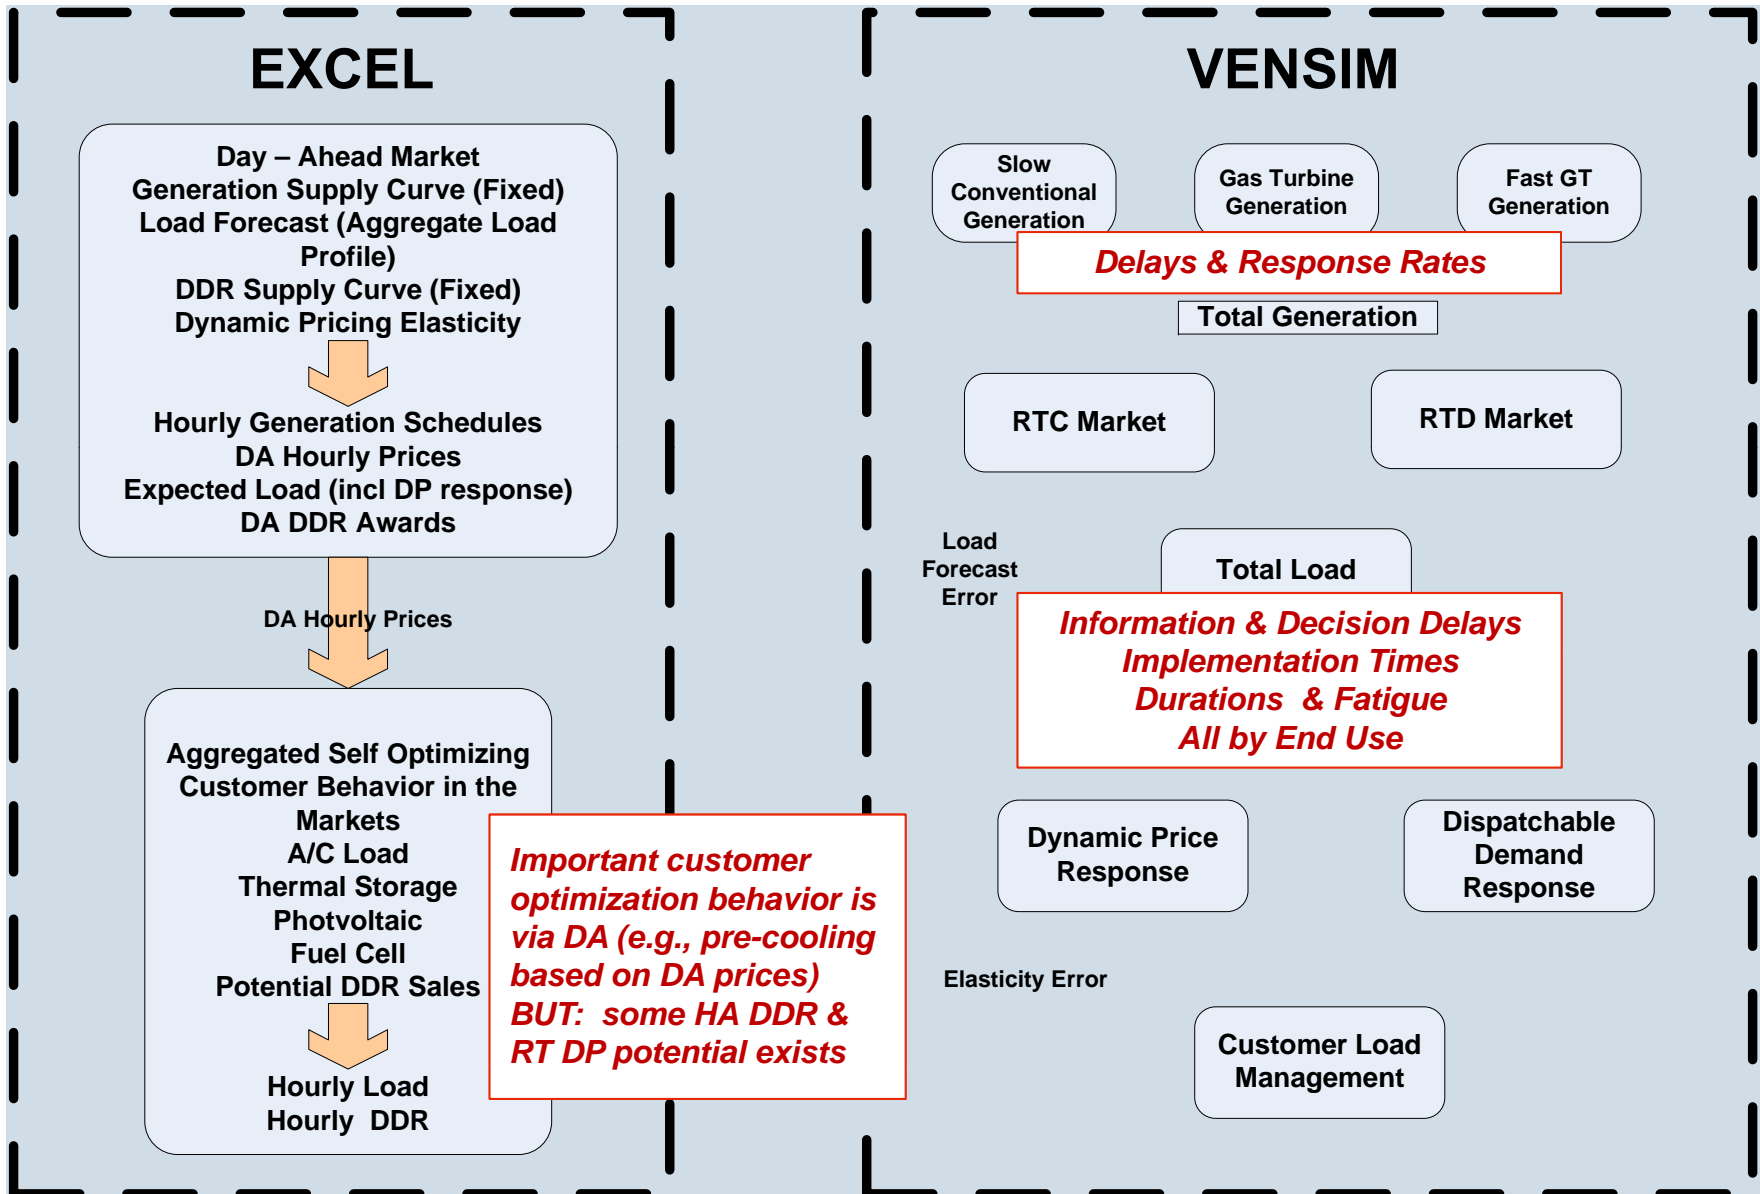 EXCEL
Day – Ahead Market
Generation Supply Curve (Fixed)
Load Forecast (Aggregate Load
Profile)
DDR Supply Curve (Fixed)
Dynamic Pricing Elasticity
Hourly Generation Schedules
DA Hourly Prices
Expected Load (incl DP response)
DA DDR Awards
DA Hourly Prices
Aggregated Self Optimizing
Customer Behavior in the
Markets
A/C Load
Thermal Storage
Photvoltaic
Fuel Cell
Potential DDR Sales
Hourly Load
Hourly DDR
Important customer
optimization behavior is
via DA (e.g., pre-cooling
based on DA prices)
BUT: some HA DDR &
RT DP potential exists
VENSIM
Slow
Conventional
Generation
Gas Turbine
Generation
Fast GT
Generation
Delays & Response Rates
Total Generation
RTC Market
RTD Market
Load
Forecast
Error
Total Load
Information & Decision Delays
Implementation Times
Durations & Fatigue
All by End Use
Dynamic Price
Response
Dispatchable
Demand
Response
Elasticity Error
Customer Load
Management